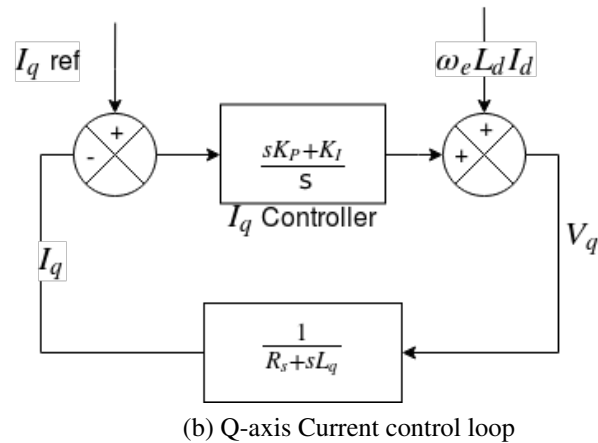 I_q ref
ω_e L_d I_d
+
-
+
+
sK_P+K_I
s
I_q Controller
I_q
V_q
1
R_s+sL_q
(b) Q-axis Current control loop